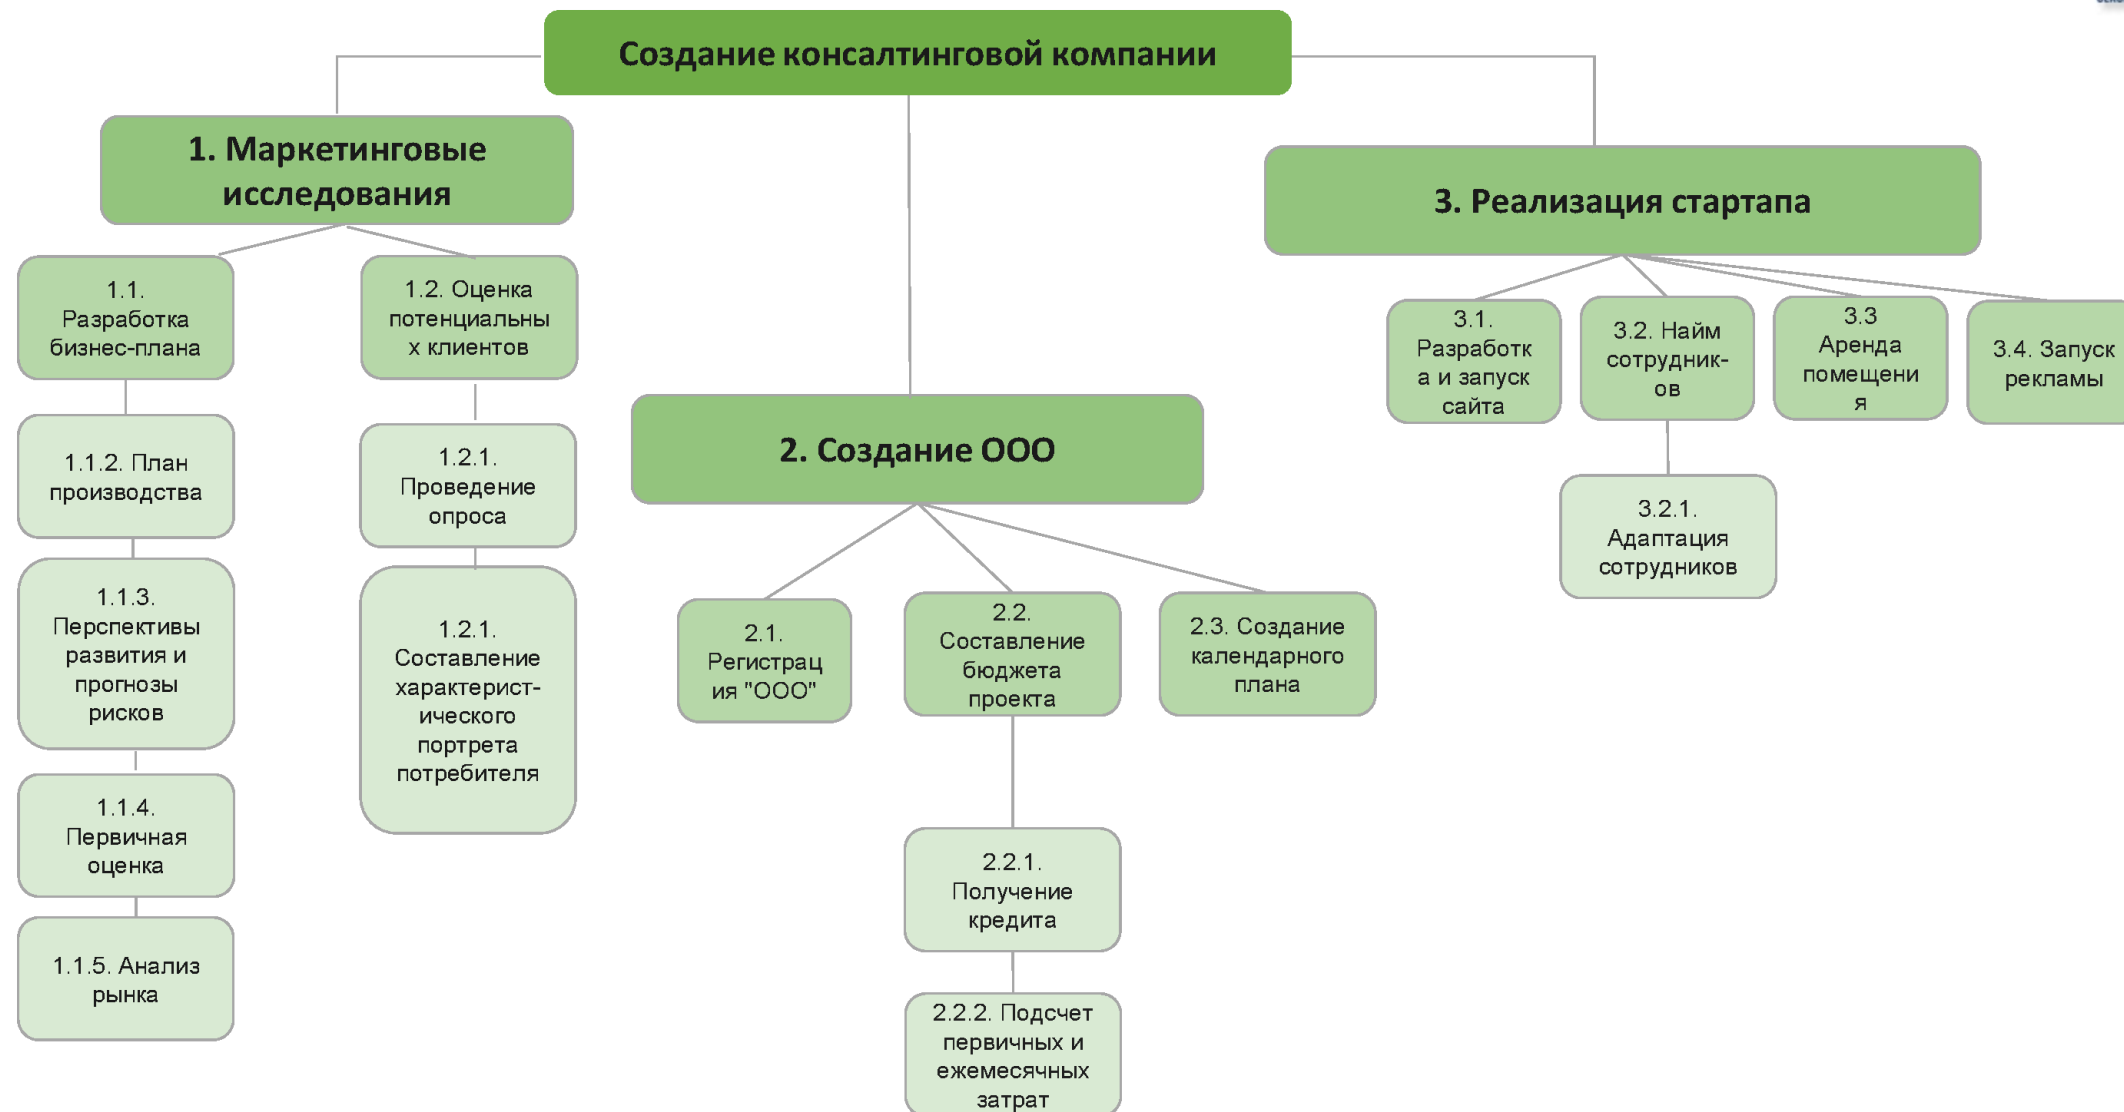 Создание консалтинговой компании
1. Маркетинговые
исследования
3. Реализация стартапа
1.1.
Разработка
бизнес-плана
1.2. Оценка
потенциальны
х клиентов
3.1.
Разработк
а и запуск
сайта
3.2. Найм
сотрудник-
ов
3.3
Аренда
помещени
я
3.4. Запуск
рекламы
2. Создание ООО
1.1.2. План
производства
1.2.1.
Проведение
опроса
3.2.1.
Адаптация
сотрудников
1.1.3.
Перспективы
развития и
прогнозы
рисков
1.2.1.
Составление
характерист-
ического
портрета
потребителя
2.1.
Регистрац
ия "ООО"
2.2.
Составление
бюджета
проекта
2.3. Создание
календарного
плана
1.1.4.
Первичная
оценка
2.2.1.
Получение
кредита
1.1.5. Анализ
рынка
2.2.2. Подсчет
первичных и
ежемесячных
затрат